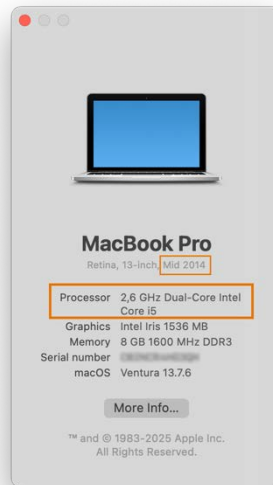 MacBook Pro
Retina, 13-inch, Mid 2014
Processor 2,6 GHz Dual-Core Intel
Core i5
Graphics Intel Iris 1536 MB
Memory 8 GB 1600 MHz DDR3
Serial number
macOS Ventura 13.7.6
More Info...
™ and © 1983-2025 Apple Inc.
All Rights Reserved.